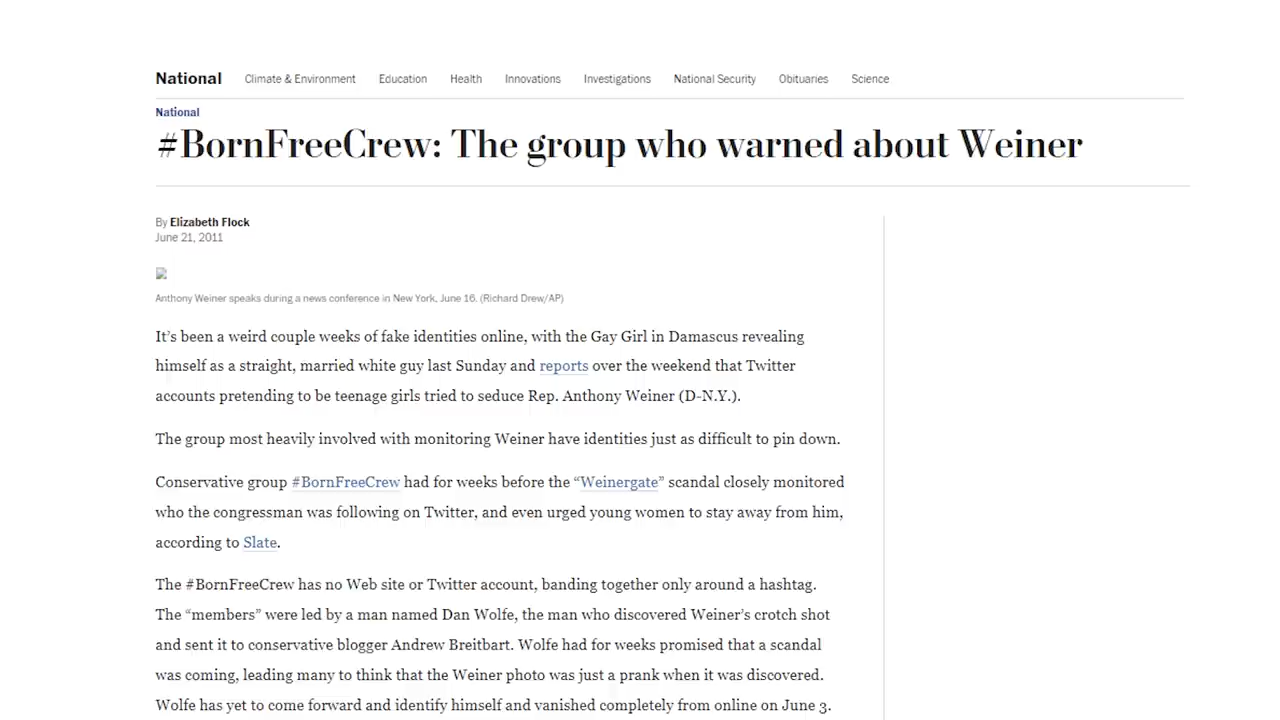 National Climate & Environment Education Health Innovations Investigations National Security Obituaries Science
National
#BornFreeCrew: The group who warned about Weiner
By Elizabeth Flock
June 21, 2011
Anthony Weiner speaks during a news conference in New York, June 16. (Richard Drew/AP)
It's been a weird couple weeks of fake identities online, with the Gay Girl in Damascus revealing
himself as a straight, married white guy last Sunday and reports over the weekend that Twitter
accounts pretending to be teenage girls tried to seduce Rep. Anthony Weiner (D-N.Y.).
The group most heavily involved with monitoring Weiner have identities just as difficult to pin down.
Conservative group #BornFreeCrew had for weeks before the “Weinergate” scandal closely monitored
who the congressman was following on Twitter, and even urged young women to stay away from him,
according to Slate.
The #BornFreeCrew has no Web site or Twitter account, banding together only around a hashtag.
The “members” were led by a man named Dan Wolfe, the man who discovered Weiner's crotch shot
and sent it to conservative blogger Andrew Breitbart. Wolfe had for weeks promised that a scandal
was coming, leading many to think that the Weiner photo was just a prank when it was discovered.
Wolfe has yet to come forward and identify himself and vanished completely from online on June 3.